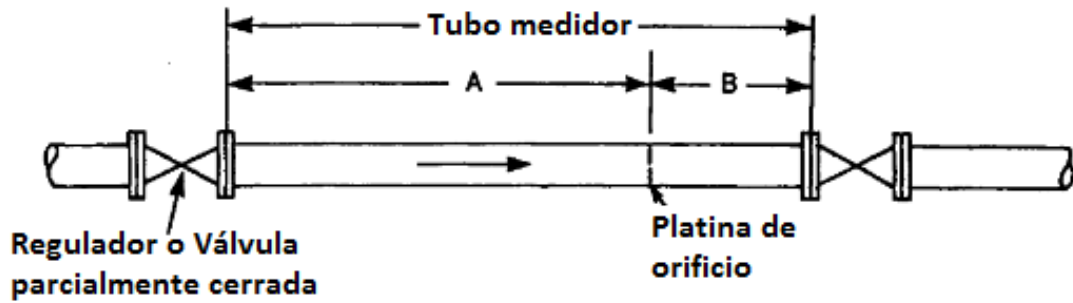 Tubo medidor
A
B
Regulador o Válvula
parcialmente cerrada
Platina de
orificio